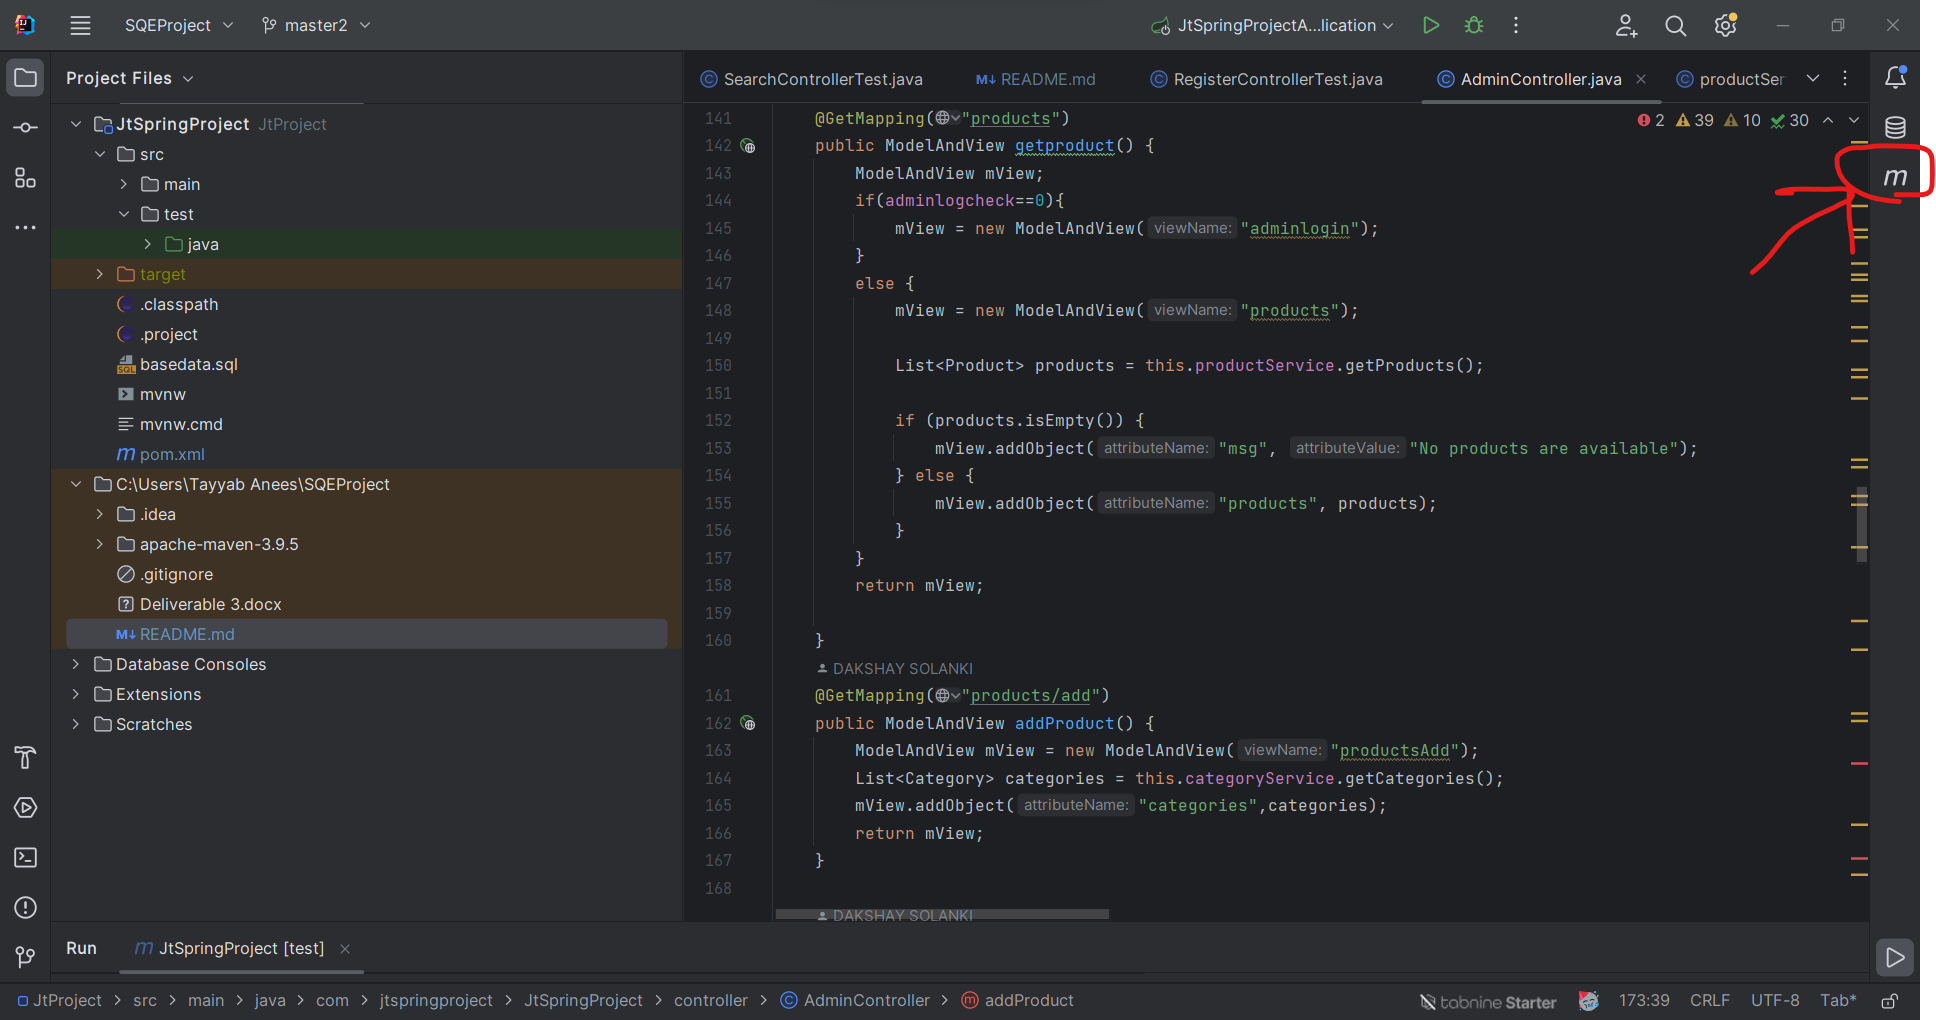 SQEProject master2 JtSpringProjectA...lication
Project Files
SearchControllerTest.java M↓ README.md RegisterControllerTest.java AdminController.java productSer
JtSpringProject JtProject
src
main
test
java
target
.classpath
.project
basedata.sql
mvnw
mvnw.cmd
m pom.xml
C:\Users\Tayyab Anees\SQEProject
.idea
apache-maven-3.9.5
.gitignore
Deliverable 3.docx
M↓ README.md
Database Consoles
Extensions
Scratches
2 39 10 30
m
141 @GetMapping("products")
142 public ModelAndView getproduct() {
143 ModelAndView mView;
144 if(adminlogcheck==0){
145 mView = new ModelAndView( viewName: "adminlogin");
146 }
147 else {
148 mView = new ModelAndView( viewName: "products");
149
150 List<Product> products = this.productService.getProducts();
151
152 if (products.isEmpty()) {
153 mView.addObject( attributeName: "msg", attributeValue: "No products are available");
154 } else {
155 mView.addObject( attributeName: "products", products);
156 }
157 }
158 return mView;
159
160 }
DAKSHAY SOLANKI
161 @GetMapping("products/add")
162 public ModelAndView addProduct() {
163 ModelAndView mView = new ModelAndView( viewName: "productsAdd");
164 List<Category> categories = this.categoryService.getCategories();
165 mView.addObject( attributeName: "categories",categories);
166 return mView;
167 }
168
DAKSHAY SOLANKI
Run m JtSpringProject [test]
JtProject > src > main > java > com > jtspringproject > JtSpringProject > controller > AdminController > addProduct
tabnine Starter 173:39 CRLF UTF-8 Tab*